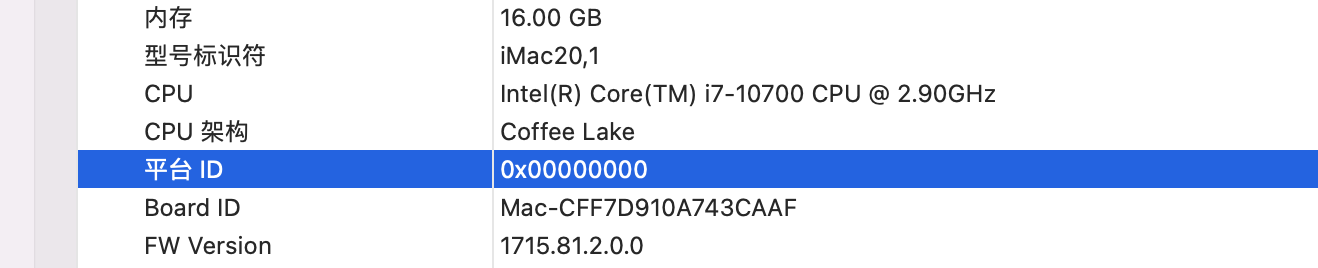 内存 16.00 GB
型号标识符 iMac20,1
CPU Intel(R) Core(TM) i7-10700 CPU @ 2.90GHz
CPU 架构 Coffee Lake
平台 ID 0x00000000
Board ID Mac-CFF7D910A743CAAF
FW Version 1715.81.2.0.0